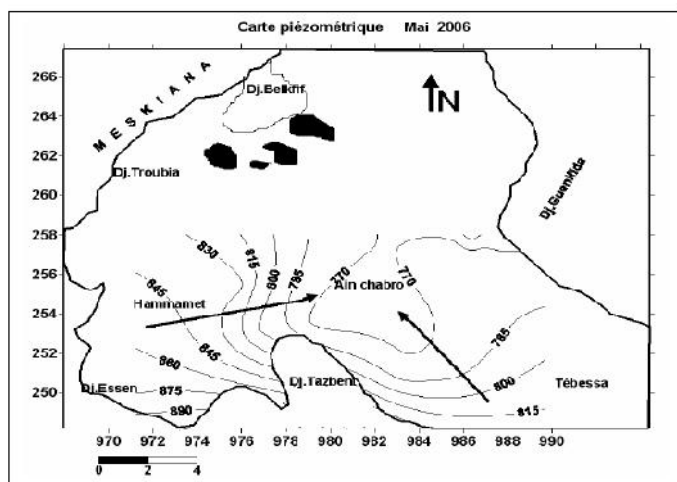 Carte piézométrique Mai 2006
266
264
262
260
258
256
254
252
250
MESKIANA
Dj.Belkfif
N
Dj.Troubia
Dj.Guenifida
830
815
800
795
770
770
845
Hammamet
Ain chabro
845
785
860
800
Dj.Essen
875
Dj.Tazbent
Tébessa
890
815
970 972 974 976 978 980 982 984 986 988 990
0 2 4